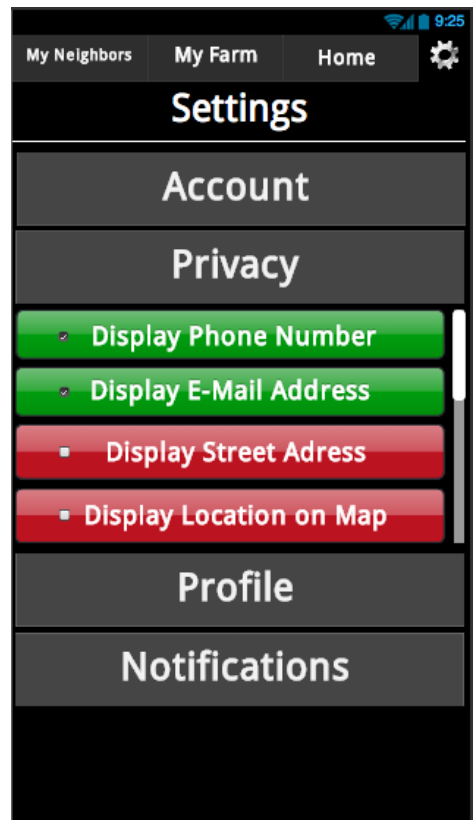 9:25
My Neighbors My Farm Home
Settings
Account
Privacy
Display Phone Number
Display E-Mail Address
Display Street Adress
Display Location on Map
Profile
Notifications